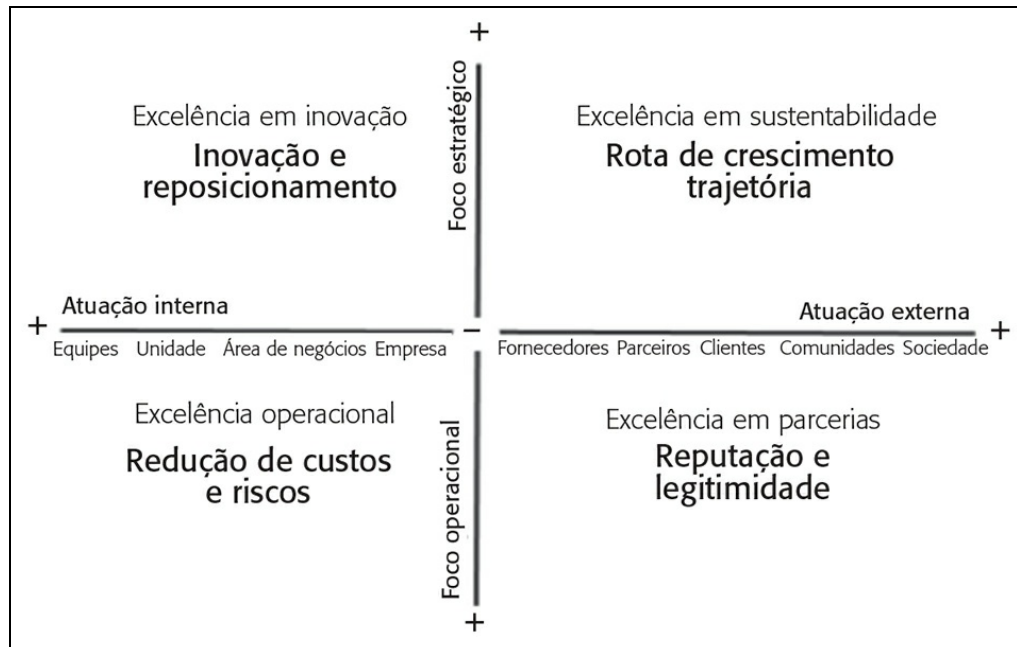 +
Foco estratégico
Excelência em inovação
Inovação e
reposicionamento
Excelência em sustentabilidade
Rota de crescimento
trajetória
+ Atuação interna
–
Atuação externa +
Equipes Unidade Área de negócios Empresa
Fornecedores Parceiros Clientes Comunidades Sociedade
Excelência operacional
Redução de custos
e riscos
Foco operacional
Excelência em parcerias
Reputação e
legitimidade
+